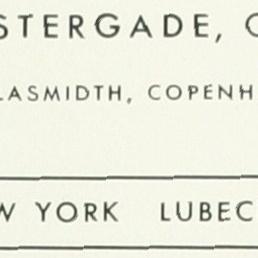 STERGADE, C
LASMIDTH, COPENH
W YORK LUBEC